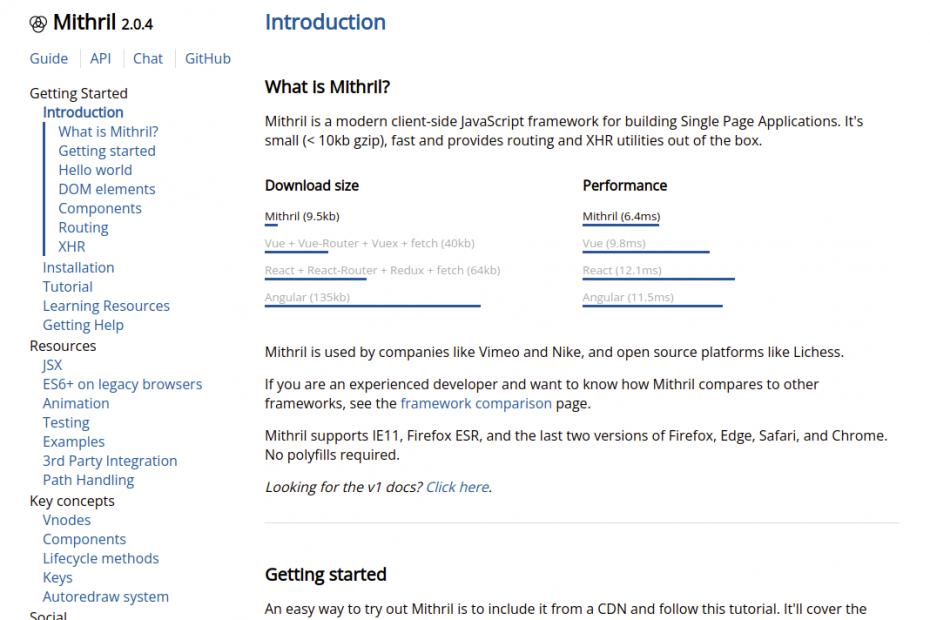 Mithril 2.0.4
Guide API Chat GitHub
Getting Started
Introduction
What is Mithril?
Getting started
Hello world
DOM elements
Components
Routing
XHR
Installation
Tutorial
Learning Resources
Getting Help
Resources
JSX
ES6+ on legacy browsers
Animation
Testing
Examples
3rd Party Integration
Path Handling
Key concepts
Vnodes
Components
Lifecycle methods
Keys
Autoredraw system
Social
Introduction
What is Mithril?
Mithril is a modern client-side JavaScript framework for building Single Page Applications. It's
small (< 10kb gzip), fast and provides routing and XHR utilities out of the box.
Download size
Mithril (9.5kb)
Vue + Vue-Router + Vuex + fetch (40kb)
React + React-Router + Redux + fetch (64kb)
Angular (135kb)
Performance
Mithril (6.4ms)
Vue (9.8ms)
React (12.1ms)
Angular (11.5ms)
Mithril is used by companies like Vimeo and Nike, and open source platforms like Lichess.
If you are an experienced developer and want to know how Mithril compares to other
frameworks, see the framework comparison page.
Mithril supports IE11, Firefox ESR, and the last two versions of Firefox, Edge, Safari, and Chrome.
No polyfills required.
Looking for the v1 docs? Click here.
Getting started
An easy way to try out Mithril is to include it from a CDN and follow this tutorial. It'll cover the